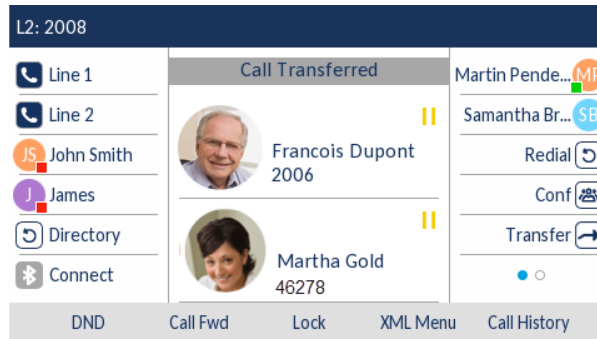 L2: 2008
Line 1
Line 2
JS John Smith
J James
Directory
Connect
Call Transferred
Francois Dupont
2006
Martha Gold
46278
Martin Pende... MP
Samantha Br... SB
Redial
Conf
Transfer
DND Call Fwd Lock XML Menu Call History